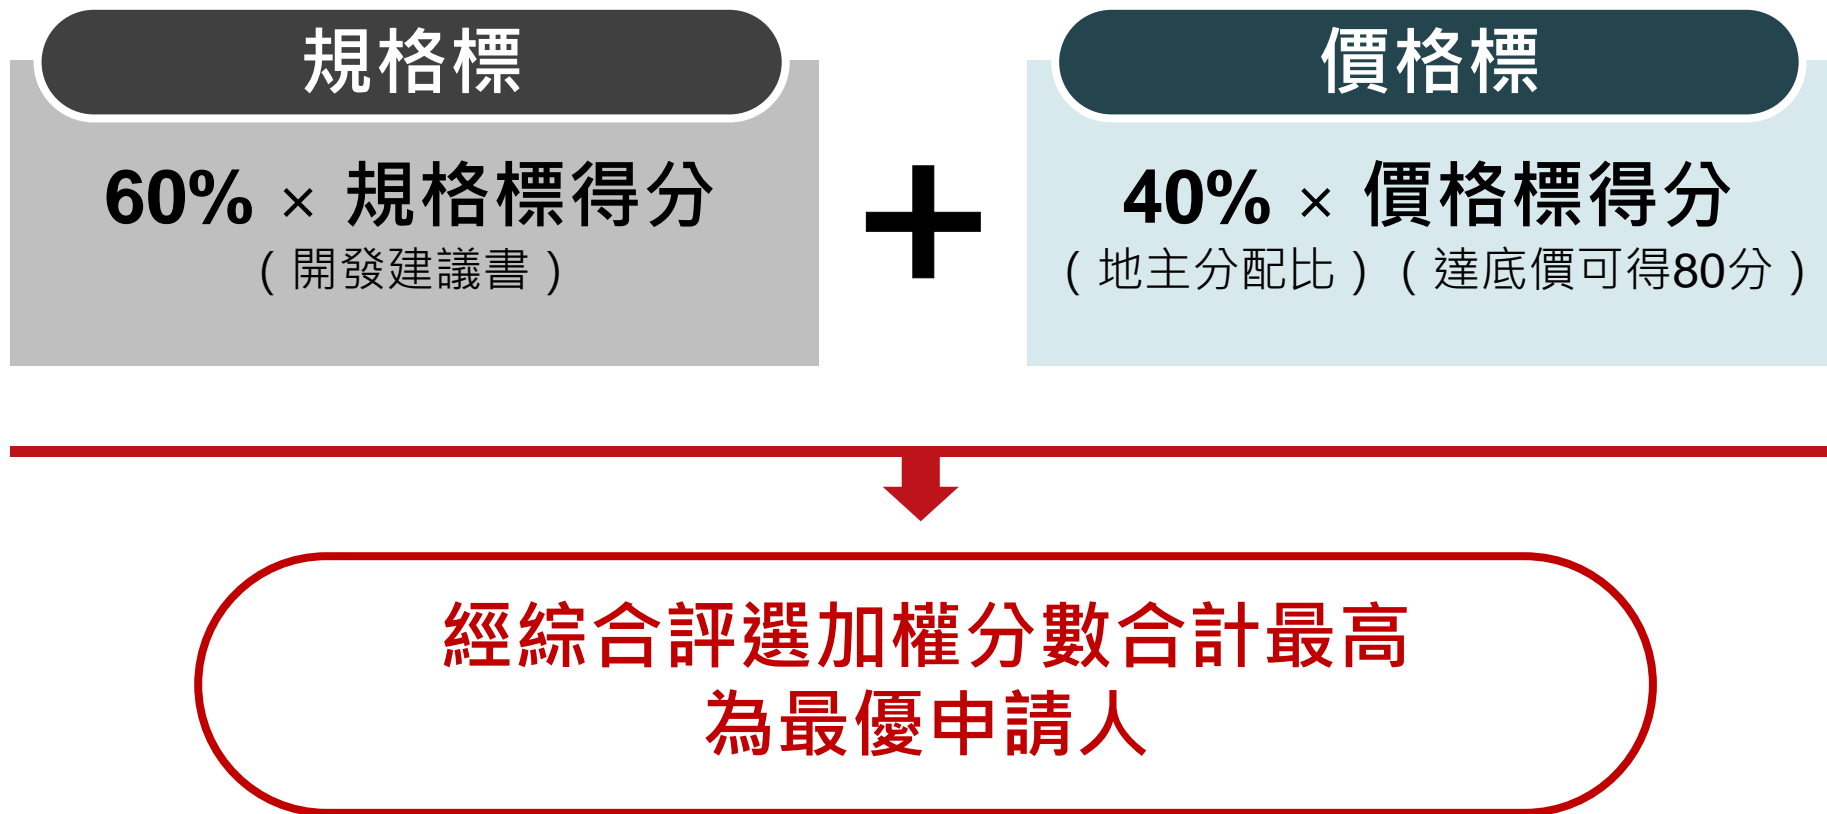 規格標
60% × 規格標得分
（開發建議書）
+
價格標
40% × 價格標得分
（地主分配比）（達底價可得80分）
經綜合評選加權分數合計最高
為最優申請人